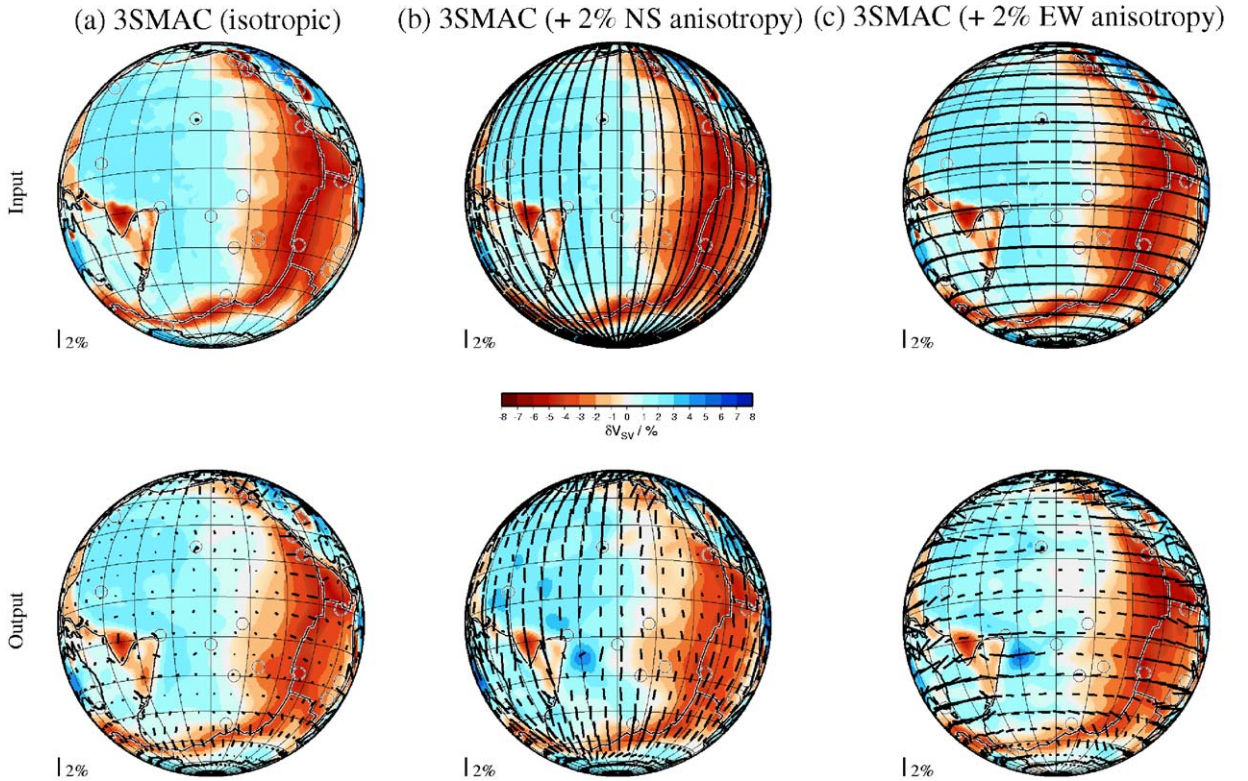 (a) 3SMAC (isotropic)
(b) 3SMAC (+ 2% NS anisotropy)
(c) 3SMAC (+ 2% EW anisotropy)
Input
2%
2%
2%
-8 -7 -6 -5 -4 -3 -2 -1 0 1 2 3 4 5 6 7 8
δV_SV / %
Output
2%
2%
2%